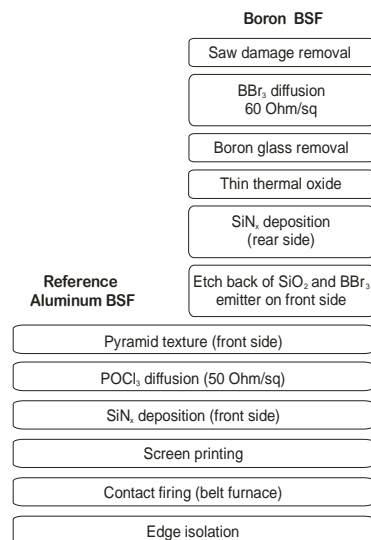 Boron BSF
Saw damage removal
BBr₃ diffusion
60 Ohm/sq
Boron glass removal
Thin thermal oxide
SiNₓ deposition
(rear side)
Reference
Aluminum BSF
Etch back of SiO₂ and BBr₃
emitter on front side
Pyramid texture (front side)
POCl₃ diffusion (50 Ohm/sq)
SiNₓ deposition (front side)
Screen printing
Contact firing (belt furnace)
Edge isolation